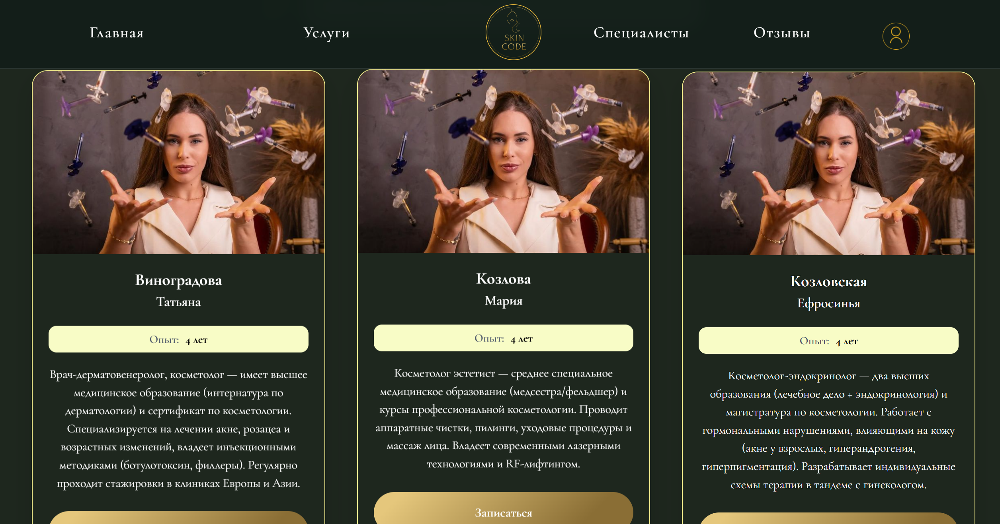 Главная
Услуги
SKIN
CODE
Специалисты
Отзывы
Виноградова
Татьяна
Опыт: 4 лет
Врач-дерматовенеролог, косметолог — имеет высшее
медицинское образование (интернатура по
дерматологии) и сертификат по косметологии.
Специализируется на лечении акне, розацеа и
возрастных изменений, владеет инъекционными
методиками (ботулотоксин, филлеры). Регулярно
проходит стажировки в клиниках Европы и Азии.
Козлова
Мария
Опыт: 4 лет
Косметолог эстетист — среднее специальное
медицинское образование (медсестра/фельдшер) и
курсы профессиональной косметологии. Проводит
аппаратные чистки, пилинги, уходовые процедуры и
массаж лица. Владеет современными лазерными
технологиями и RF-лифтингом.
Записаться
Козловская
Ефросинья
Опыт: 4 лет
Косметолог-эндокринолог — два высших
образования (лечебное дело + эндокринология) и
магистратура по косметологии. Работает с
гормональными нарушениями, влияющими на кожу
(акне у взрослых, гиперандрогения,
гиперпигментация). Разрабатывает индивидуальные
схемы терапии в тандеме с гинекологом.